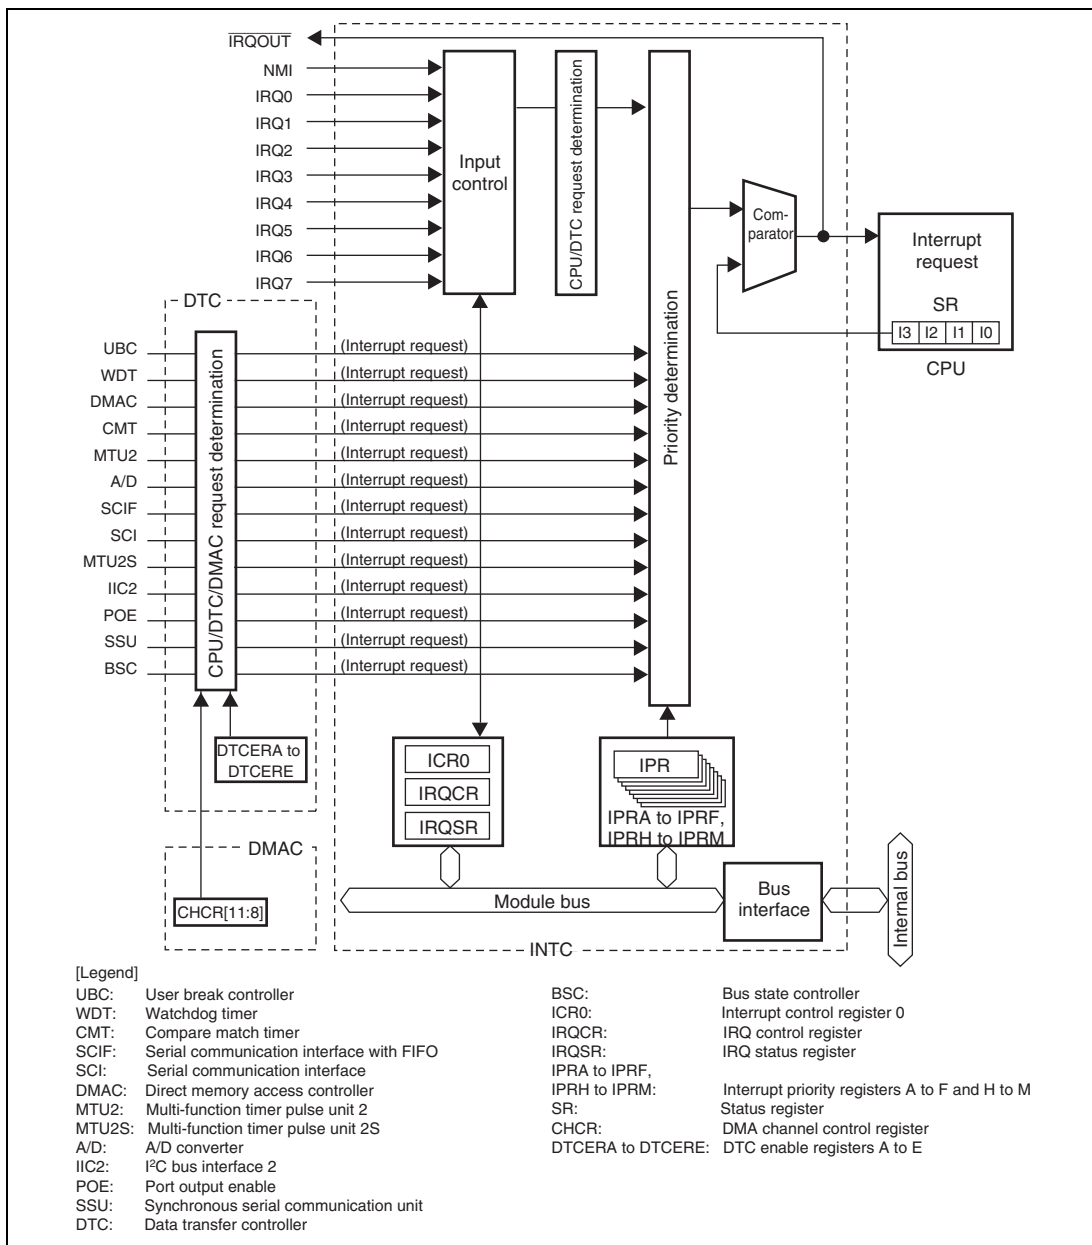 IRQOUT
NMI
IRQ0
IRQ1
IRQ2
IRQ3
IRQ4
IRQ5
IRQ6
IRQ7
Input
control
CPU/DTC request determination
Priority determination
Com-
parator
Interrupt
request
SR
I3 I2 I1 I0
CPU
DTC
UBC
WDT
DMAC
CMT
MTU2
A/D
SCIF
SCI
MTU2S
IIC2
POE
SSU
BSC
CPU/DTC/DMAC request determination
(Interrupt request)
(Interrupt request)
(Interrupt request)
(Interrupt request)
(Interrupt request)
(Interrupt request)
(Interrupt request)
(Interrupt request)
(Interrupt request)
(Interrupt request)
(Interrupt request)
(Interrupt request)
(Interrupt request)
DTCERA to
DTCERE
ICR0
IRQCR
IRQSR
IPR
IPRA to IPRF,
IPRH to IPRM
DMAC
CHCR[11:8]
Module bus
Bus
interface
Internal bus
INTC
[Legend]
UBC: User break controller
WDT: Watchdog timer
CMT: Compare match timer
SCIF: Serial communication interface with FIFO
SCI: Serial communication interface
DMAC: Direct memory access controller
MTU2: Multi-function timer pulse unit 2
MTU2S: Multi-function timer pulse unit 2S
A/D: A/D converter
IIC2: I²C bus interface 2
POE: Port output enable
SSU: Synchronous serial communication unit
DTC: Data transfer controller
BSC: Bus state controller
ICR0: Interrupt control register 0
IRQCR: IRQ control register
IRQSR: IRQ status register
IPRA to IPRF,
IPRH to IPRM: Interrupt priority registers A to F and H to M
SR: Status register
CHCR: DMA channel control register
DTCERA to DTCERE: DTC enable registers A to E